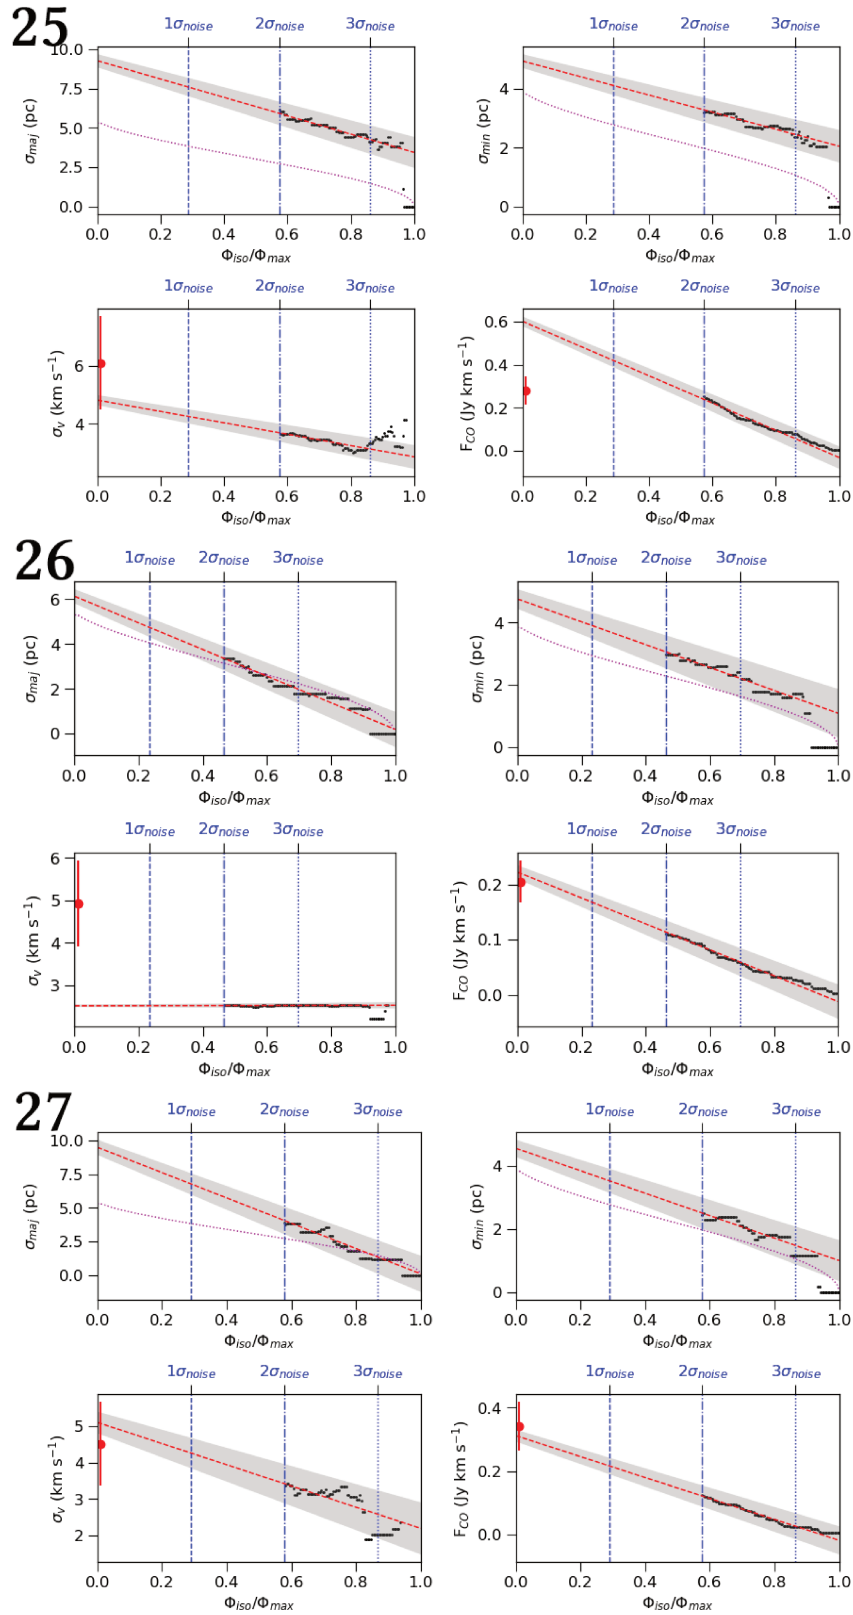 25
1σnoise 2σnoise 3σnoise
1σnoise 2σnoise 3σnoise
10.0
7.5
5.0
2.5
0.0
σmaj (pc)
0.0 0.2 0.4 0.6 0.8 1.0
Φiso/Φmax
4
2
0
σmin (pc)
0.0 0.2 0.4 0.6 0.8 1.0
Φiso/Φmax
1σnoise 2σnoise 3σnoise
1σnoise 2σnoise 3σnoise
6
4
σv (km s−1)
0.0 0.2 0.4 0.6 0.8 1.0
Φiso/Φmax
0.6
0.4
0.2
0.0
FCO (Jy km s−1)
0.0 0.2 0.4 0.6 0.8 1.0
Φiso/Φmax
26
1σnoise 2σnoise 3σnoise
1σnoise 2σnoise 3σnoise
6
4
2
0
σmaj (pc)
0.0 0.2 0.4 0.6 0.8 1.0
Φiso/Φmax
4
2
0
σmin (pc)
0.0 0.2 0.4 0.6 0.8 1.0
Φiso/Φmax
1σnoise 2σnoise 3σnoise
1σnoise 2σnoise 3σnoise
6
5
4
3
σv (km s−1)
0.0 0.2 0.4 0.6 0.8 1.0
Φiso/Φmax
0.2
0.1
0.0
FCO (Jy km s−1)
0.0 0.2 0.4 0.6 0.8 1.0
Φiso/Φmax
27
1σnoise 2σnoise 3σnoise
1σnoise 2σnoise 3σnoise
10.0
7.5
5.0
2.5
0.0
σmaj (pc)
0.0 0.2 0.4 0.6 0.8 1.0
Φiso/Φmax
4
2
0
σmin (pc)
0.0 0.2 0.4 0.6 0.8 1.0
Φiso/Φmax
1σnoise 2σnoise 3σnoise
1σnoise 2σnoise 3σnoise
5
4
3
2
σv (km s−1)
0.0 0.2 0.4 0.6 0.8 1.0
Φiso/Φmax
0.4
0.2
0.0
FCO (Jy km s−1)
0.0 0.2 0.4 0.6 0.8 1.0
Φiso/Φmax